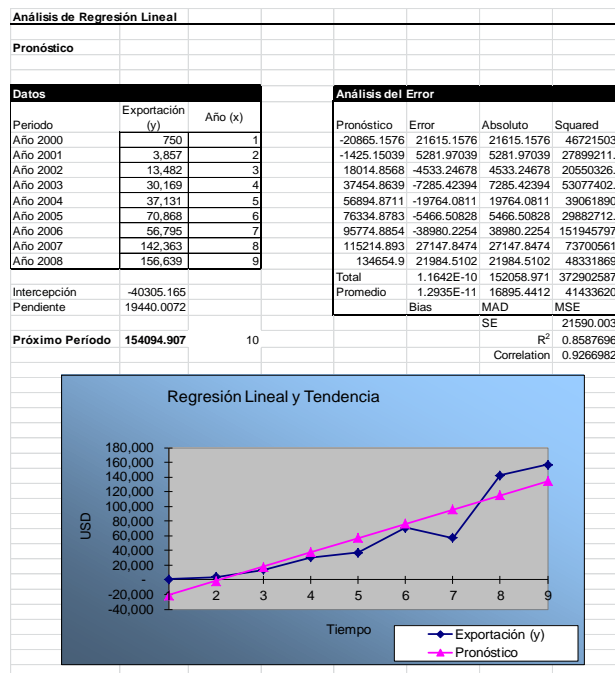 Análisis de Regresión Lineal
Pronóstico
Datos Análisis del Error
Periodo Exportación (y) Año (x) Pronóstico Error Absoluto Squared
Año 2000 750 1 -20865.1576 21615.1576 21615.1576 46721503
Año 2001 3,857 2 -1425.15039 5281.97039 5281.97039 27899211.
Año 2002 13,482 3 18014.8568 -4533.24678 4533.24678 20550326.
Año 2003 30,169 4 37454.8639 -7285.42394 7285.42394 53077402.
Año 2004 37,131 5 56894.8711 -19764.0811 19764.0811 39061890
Año 2005 70,868 6 76334.8783 -5466.50828 5466.50828 29882712.
Año 2006 56,795 7 95774.8854 -38980.2254 38980.2254 151945797
Año 2007 142,363 8 115214.893 27147.8474 27147.8474 73700561
Año 2008 156,639 9 134654.9 21984.5102 21984.5102 48331869
Total 1.1642E-10 152058.971 372902587
Intercepción -40305.165 Promedio 1.2935E-11 16895.4412 41433620
Pendiente 19440.0072 Bias MAD MSE
SE 21590.003
Próximo Período 154094.907 10 R² 0.8587696
Correlation 0.9266982
Regresión Lineal y Tendencia
180,000
160,000
140,000
120,000
100,000
80,000
60,000
40,000
20,000
-
-20,000
-40,000
USD
2 3 4 5 6 7 8 9
Tiempo
Exportación (y)
Pronóstico